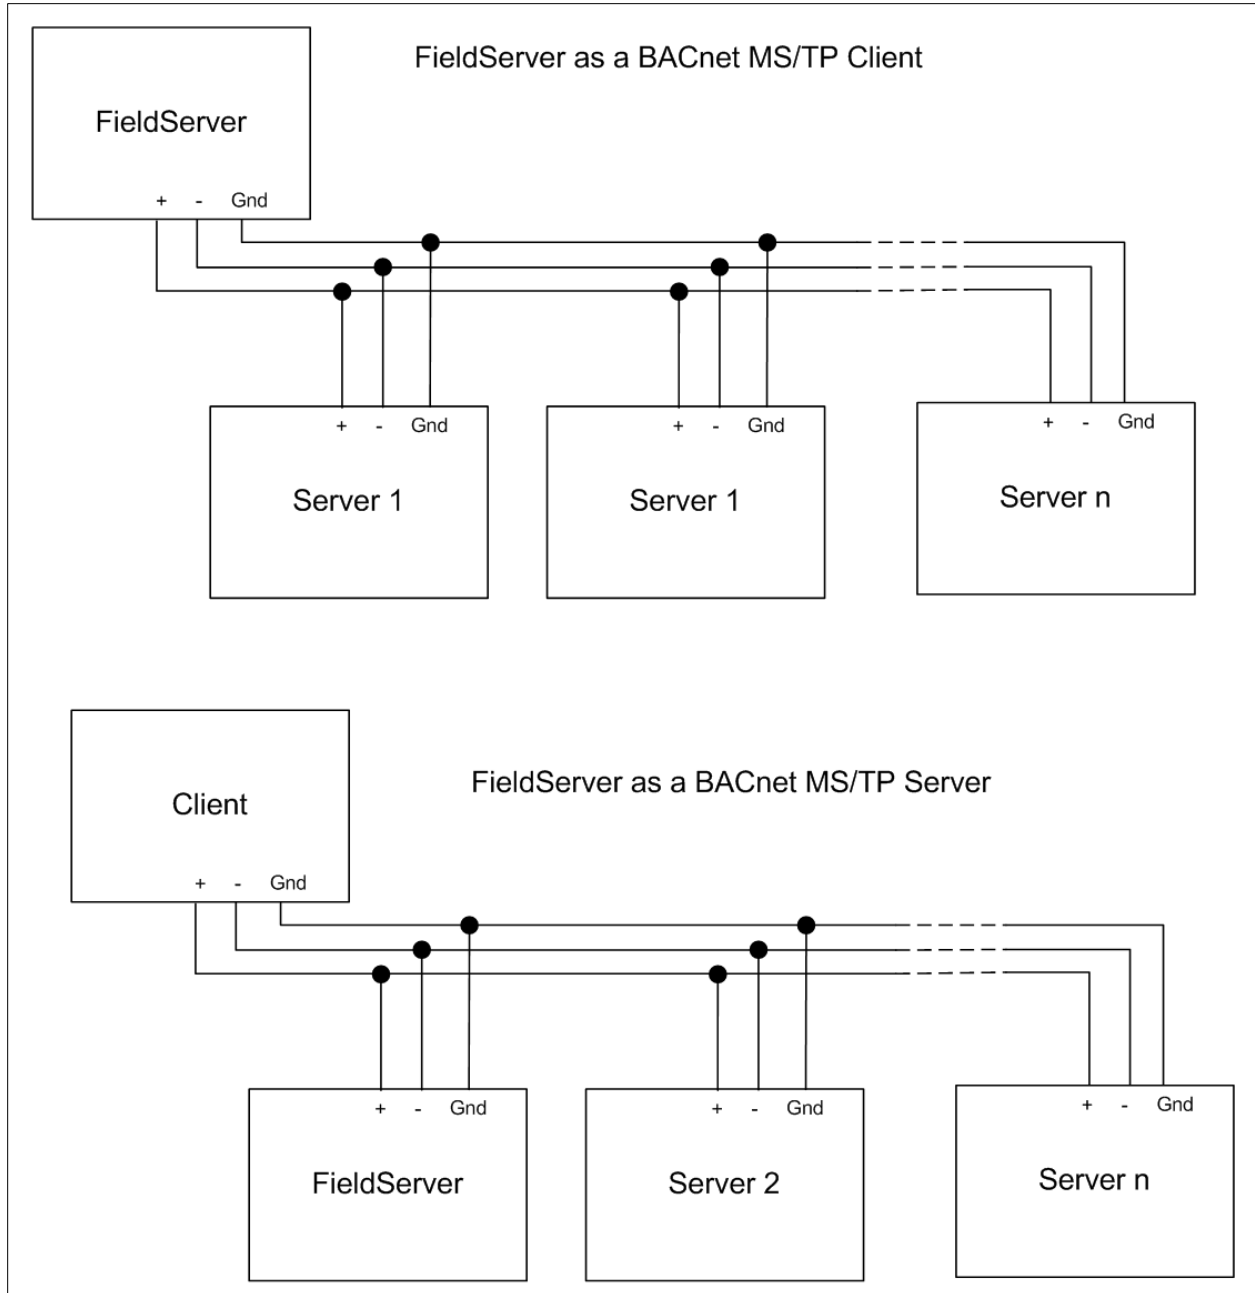 FieldServer as a BACnet MS/TP Client
FieldServer
+ - Gnd
+ - Gnd
+ - Gnd
+ - Gnd
Server 1
Server 1
Server n
FieldServer as a BACnet MS/TP Server
Client
+ - Gnd
+ - Gnd
+ - Gnd
+ - Gnd
FieldServer
Server 2
Server n